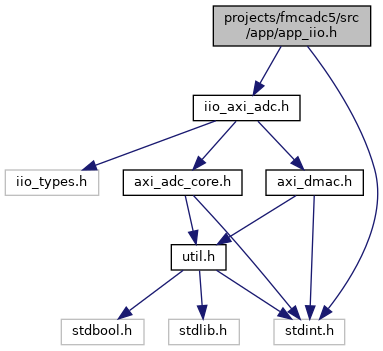 projects/fmcadc5/src
/app/app_iio.h
iio_axi_adc.h
iio_types.h
axi_adc_core.h
axi_dmac.h
util.h
stdbool.h
stdlib.h
stdint.h